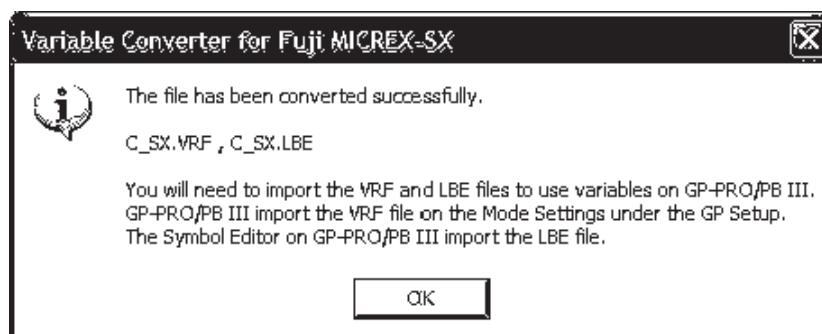 Variable Converter for Fuji MICREX-SX
The file has been converted successfully.
C_SX.VRF , C_SX.LBE
You will need to import the VRF and LBE files to use variables on GP-PRO/PB III.
GP-PRO/PB III import the VRF file on the Mode Settings under the GP Setup.
The Symbol Editor on GP-PRO/PB III import the LBE file.
OK